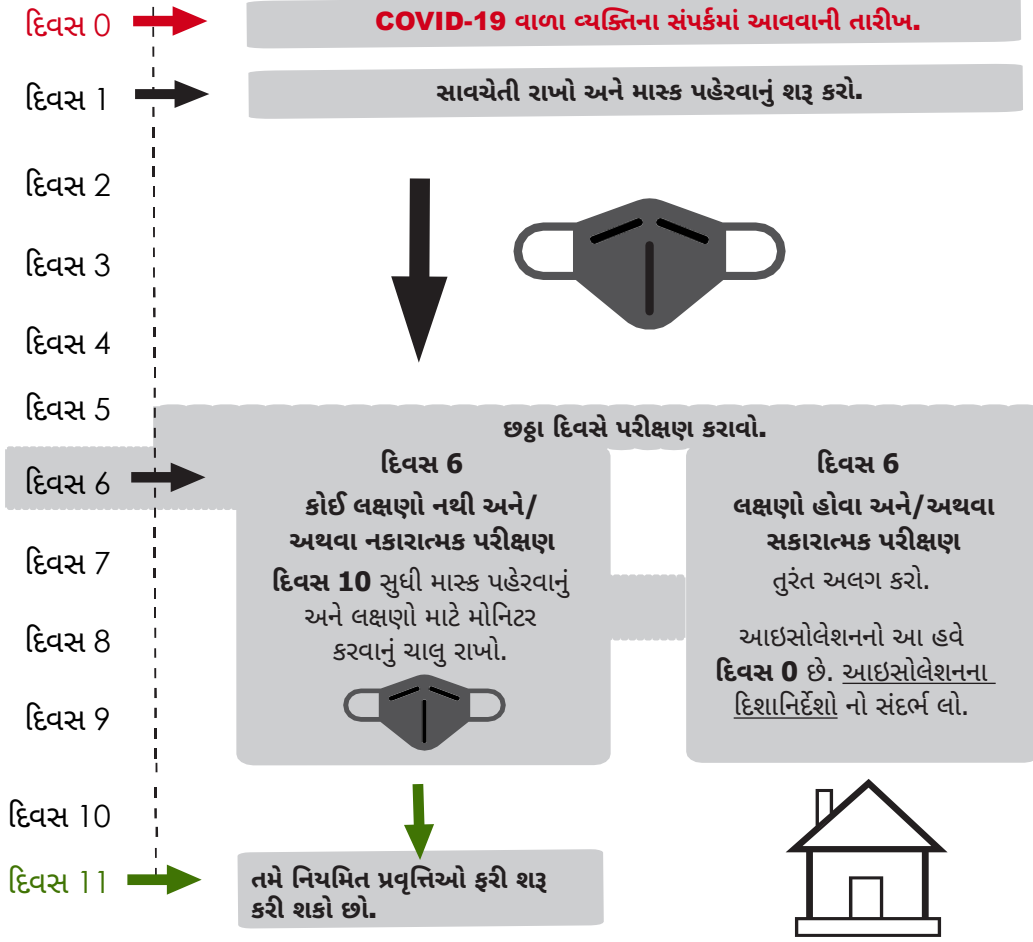 દિવસ 0
COVID-19 વાળા વ્યક્તિના સંપર્કમાં આવવાની તારીખ.
દિવસ 1
સાવચેતી રાખો અને માસ્ક પહેરવાનું શરૂ કરો.
દિવસ 2
દિવસ 3
દિવસ 4
દિવસ 5
છઠ્ઠા દિવસે પરીક્ષણ કરાવો.
દિવસ 6
દિવસ 6
કોઈ લક્ષણો નથી અને/
અથવા નકારાત્મક પરીક્ષણ
દિવસ 10 સુધી માસ્ક પહેરવાનું
અને લક્ષણો માટે મોનિટર
કરવાનું ચાલુ રાખો.
દિવસ 6
લક્ષણો હોવા અને/અથવા
સકારાત્મક પરીક્ષણ
તુરંત અલગ કરો.
આઇસોલેશનનો આ હવે
દિવસ 0 છે. આઇસોલેશનના
દિશાનિર્દેશો નો સંદર્ભ લો.
દિવસ 7
દિવસ 8
દિવસ 9
દિવસ 10
દિવસ 11
તમે નિયમિત પ્રવૃત્તિઓ ફરી શરૂ
કરી શકો છો.